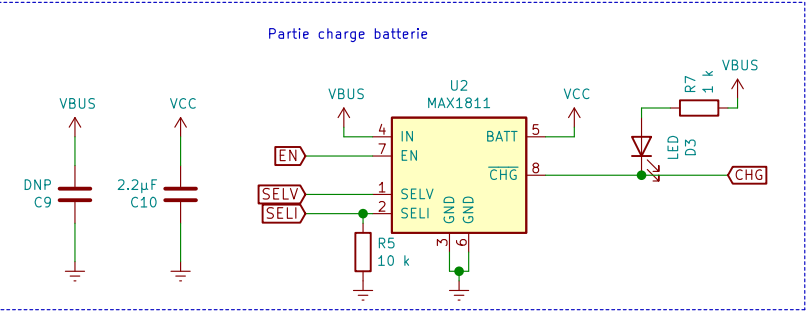 Partie charge batterie
VBUS
DNP
C9
VCC
2.2µF
C10
VBUS
U2
MAX1811
VCC
4
IN
BATT
5
EN
7
EN
CHG
8
SELV
1
SELV
SELI
2
SELI
GND
GND
3
6
R5
10 k
R7
1 k
VBUS
LED
D3
CHG